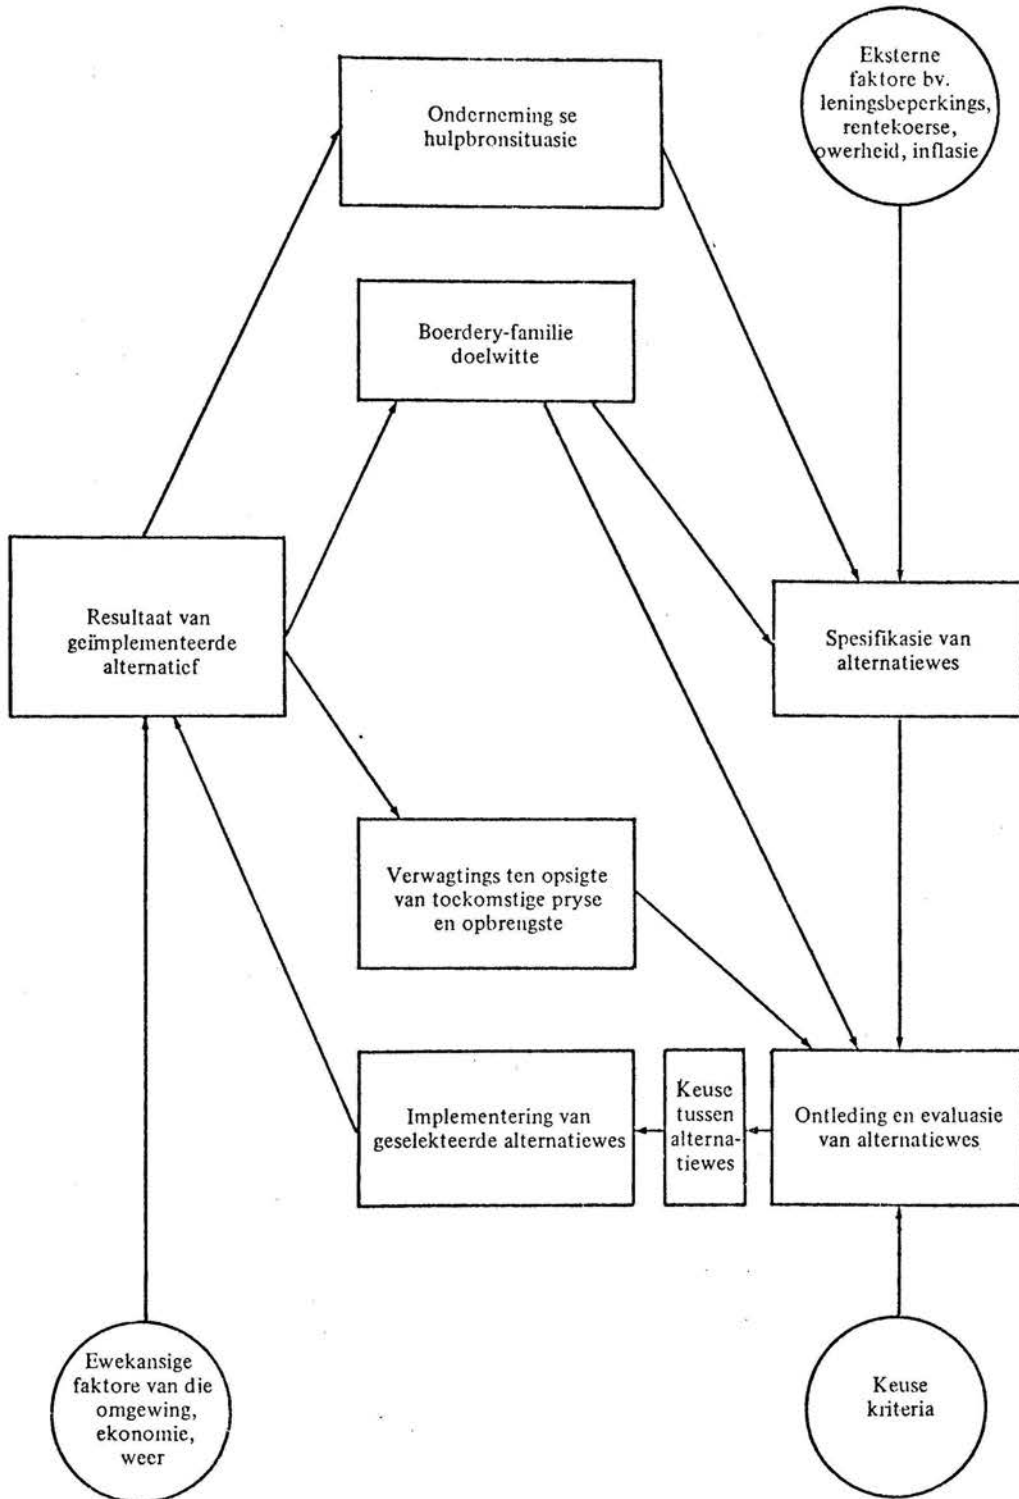 Onderneming se
hulpbronsituasie
Eksterne
faktore bv.
leningsbeperkings,
rentekoerse,
owerheid, inflasie
Boerdery-familie
doelwitte
Resultaat van
geïmplementeerde
alternatief
Spesifikasie van
alternatiewes
Verwagtings ten opsigte
van toekomstige pryse
en opbrengste
Implementering van
geselekteerde alternatiewes
Keuse
tussen
alterna-
tiewes
Ontleding en evaluasie
van alternatiewes
Ewekansige
faktore van die
omgewing,
ekonomie,
weer
Keuse
kriteria